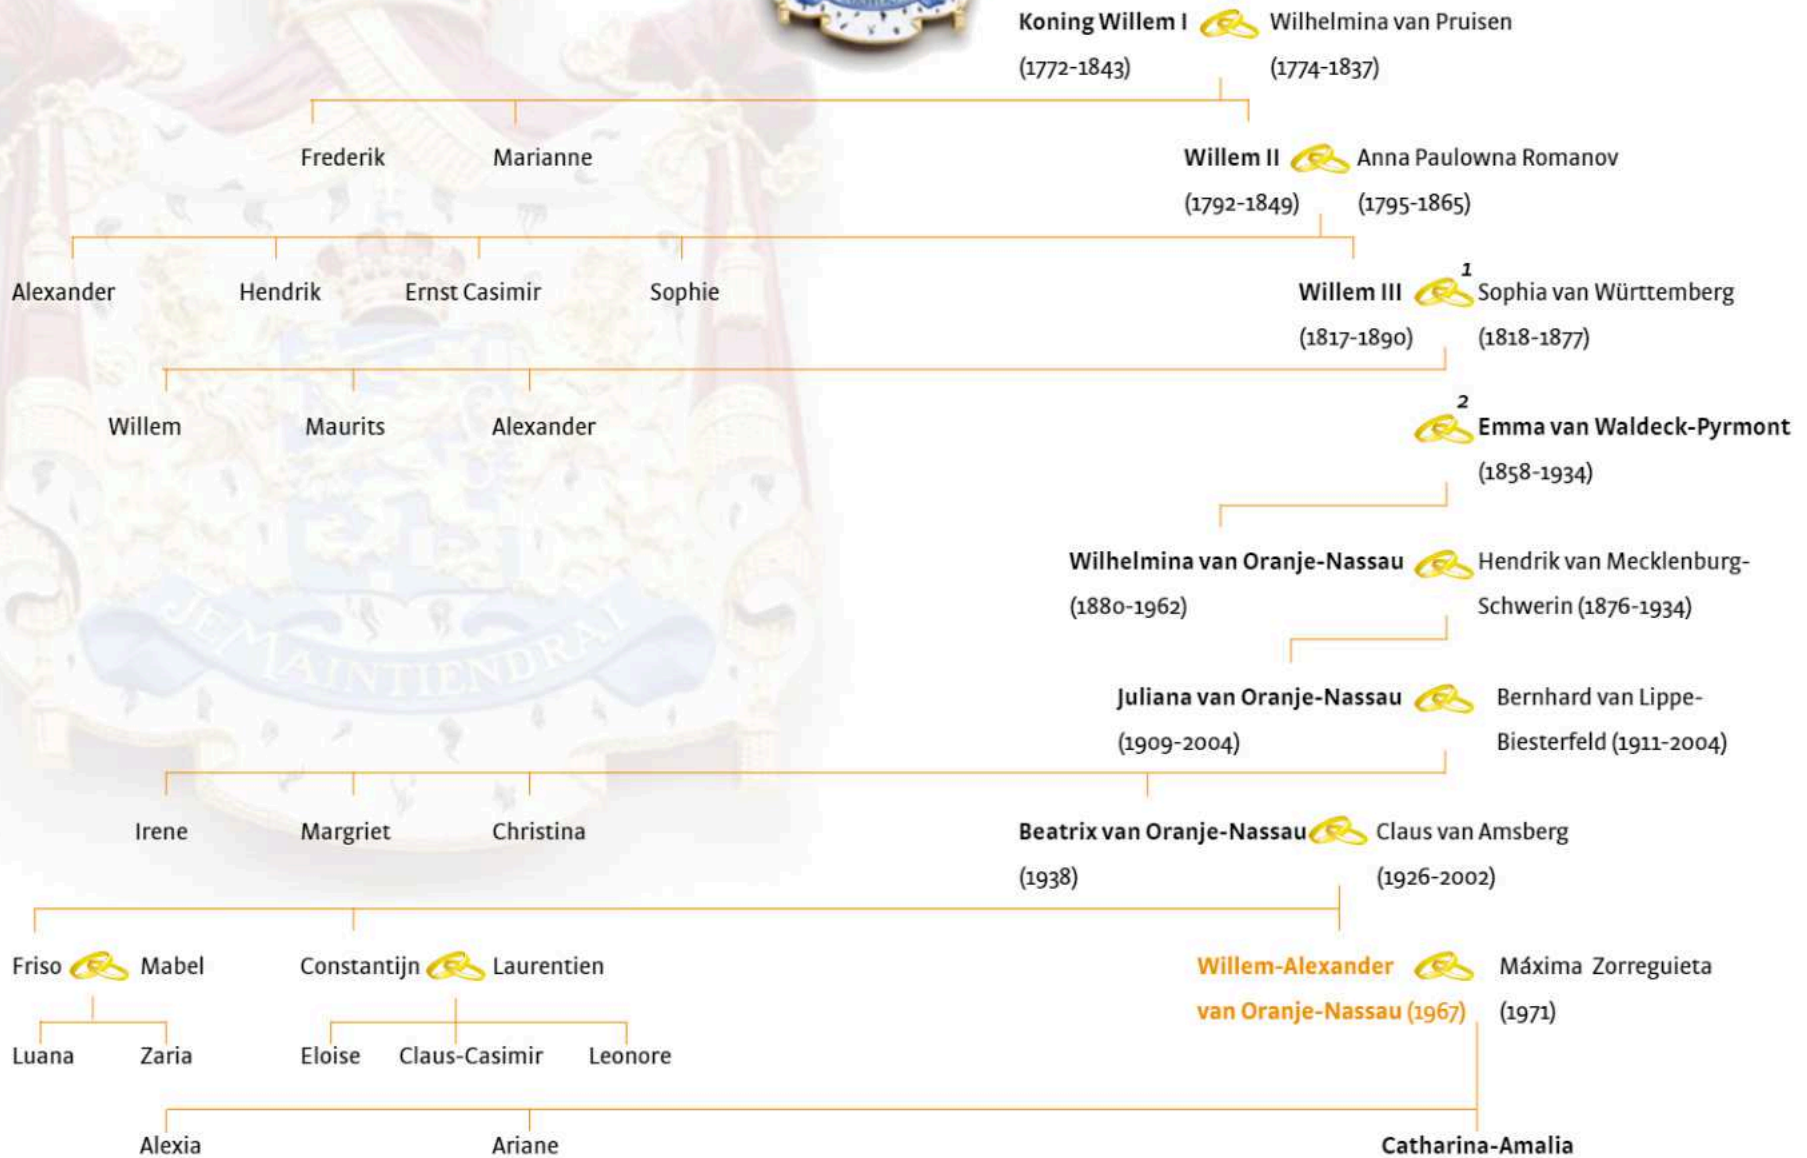 Koning Willem I Wilhelmina van Pruisen
(1772-1843) (1774-1837)
Frederik Marianne Willem II Anna Paulowna Romanov
(1792-1849) (1795-1865)
1
Alexander Hendrik Ernst Casimir Sophie Willem III Sophia van Württemberg
(1817-1890) (1818-1877)
2
Willem Maurits Alexander Emma van Waldeck-Pyrmont
(1858-1934)
Wilhelmina van Oranje-Nassau Hendrik van Mecklenburg-
(1880-1962) Schwerin (1876-1934)
JE MAINTIENDRAI
Juliana van Oranje-Nassau Bernhard van Lippe-
(1909-2004) Biesterfeld (1911-2004)
Irene Margriet Christina Beatrix van Oranje-Nassau Claus van Amsberg
(1938) (1926-2002)
Friso Mabel Constantijn Laurentien Willem-Alexander Máxima Zorreguieta
van Oranje-Nassau (1967) (1971)
Luana Zaria Eloise Claus-Casimir Leonore
Alexia Ariane Catharina-Amalia